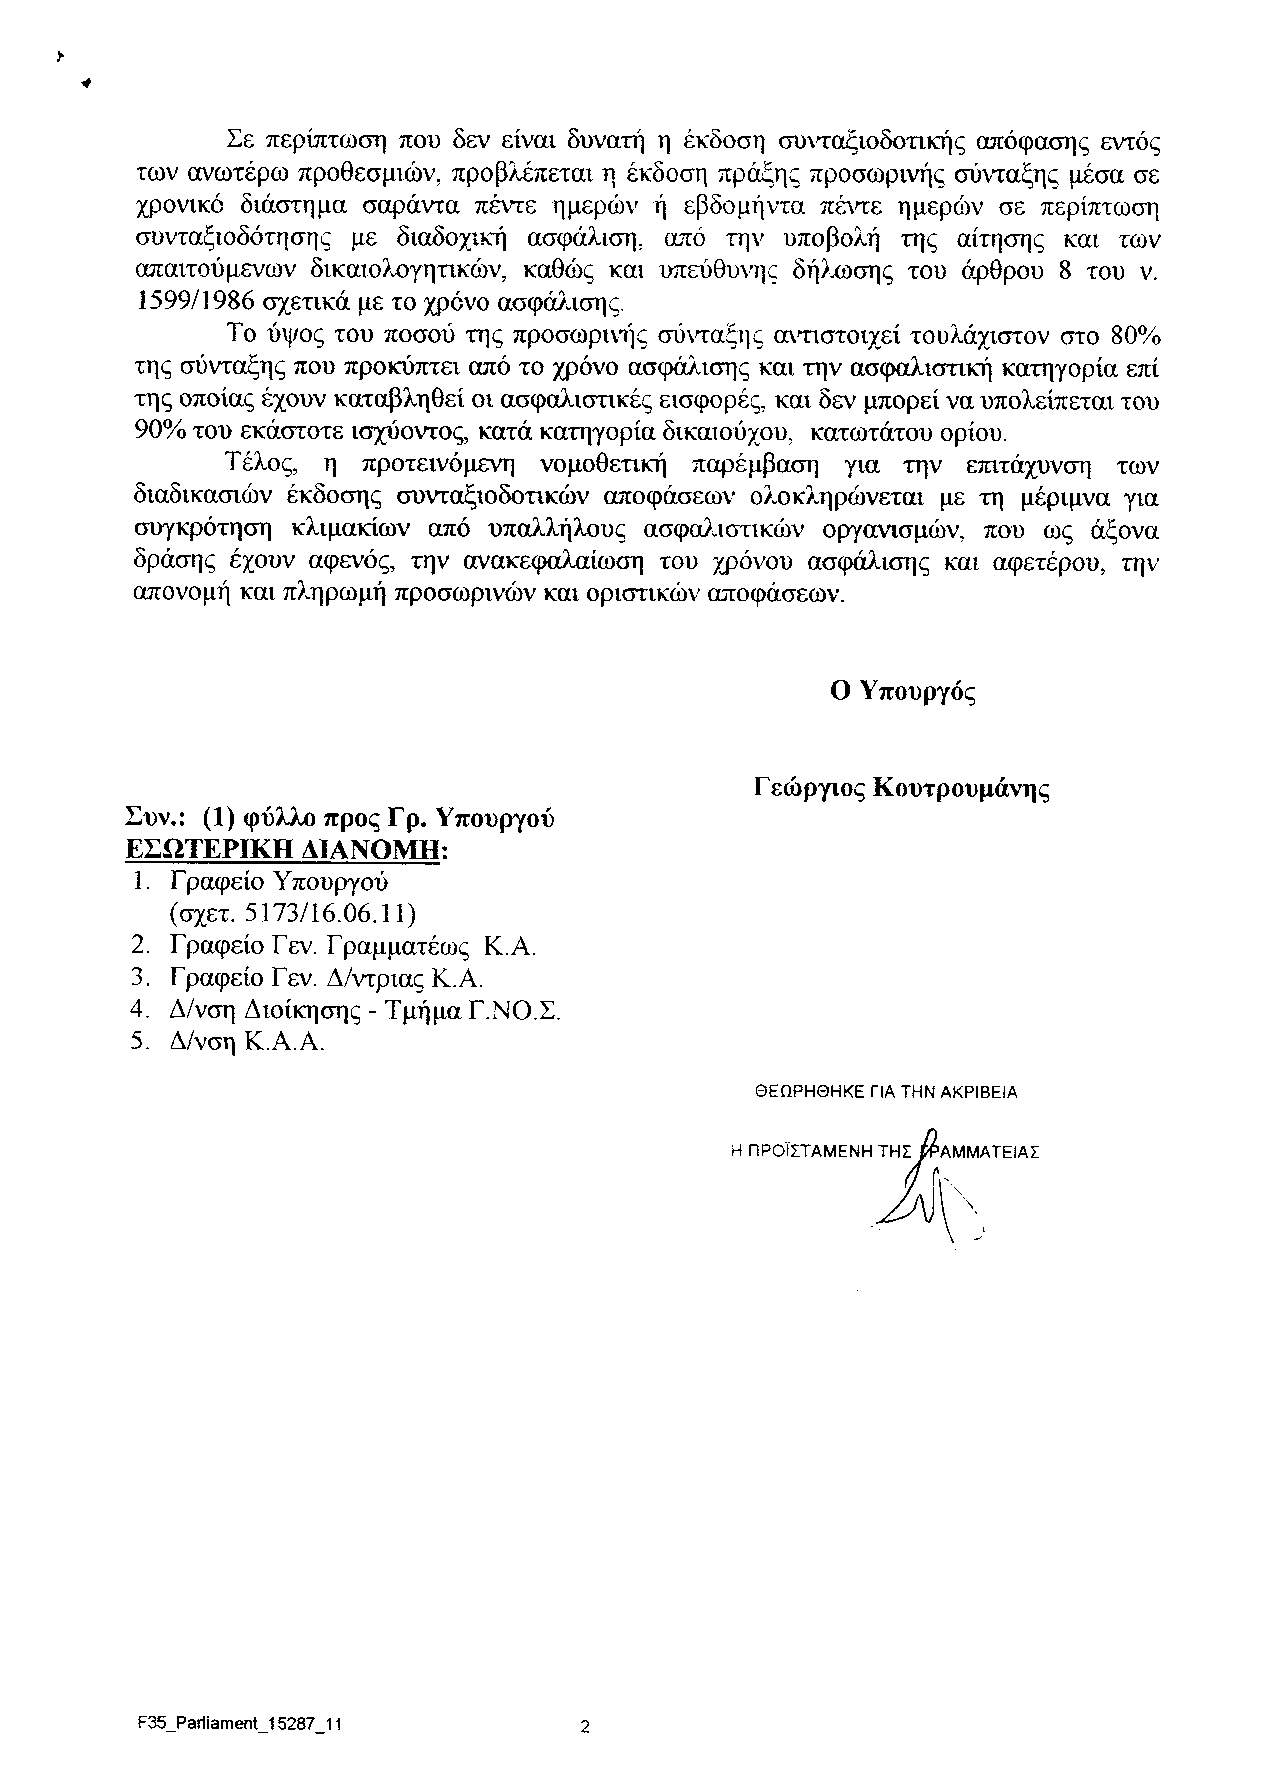 Σε περίπτωση που δεν είναι δυνατή η έκδοση συνταξιοδοτικής απόφασης εντός
των ανωτέρω προθεσμιών, προβλέπεται η έκδοση πράξης προσωρινής σύνταξης μέσα σε
χρονικό διάστημα σαράντα πέντε ημερών ή εβδομήντα πέντε ημερών σε περίπτωση
συνταξιοδότησης με διαδοχική ασφάλιση, από την υποβολή της αίτησης και των
απαιτούμενων δικαιολογητικών, καθώς και υπεύθυνης δήλωσης του άρθρου 8 του ν.
1599/1986 σχετικά με το χρόνο ασφάλισης.
Το ύψος του ποσού της προσωρινής σύνταξης αντιστοιχεί τουλάχιστον στο 80%
της σύνταξης που προκύπτει από το χρόνο ασφάλισης και την ασφαλιστική κατηγορία επί
της οποίας έχουν καταβληθεί οι ασφαλιστικές εισφορές, και δεν μπορεί να υπολείπεται του
90% του εκάστοτε ισχύοντος, κατά κατηγορία δικαιούχου, κατωτάτου ορίου.
Τέλος, η προτεινόμενη νομοθετική παρέμβαση για την επιτάχυνση των
διαδικασιών έκδοσης συνταξιοδοτικών αποφάσεων ολοκληρώνεται με τη μέριμνα για
συγκρότηση κλιμακίων από υπαλλήλους ασφαλιστικών οργανισμών, που ως άξονα
δράσης έχουν αφενός, την ανακεφαλαίωση του χρόνου ασφάλισης και αφετέρου, την
απονομή και πληρωμή προσωρινών και οριστικών αποφάσεων.
Ο Υπουργός
Γεώργιος Κουτρουμάνης
Συν.: (1) φύλλο προς Γρ. Υπουργού
ΕΣΩΤΕΡΙΚΗ ΔΙΑΝΟΜΗ:
1. Γραφείο Υπουργού
(σχετ. 5173/16.06.11)
2. Γραφείο Γεν. Γραμματέως Κ.Α.
3. Γραφείο Γεν. Δ/ντριας Κ.Α.
4. Δ/νση Διοίκησης - Τμήμα Γ.ΝΟ.Σ.
5. Δ/νση Κ.Α.Α.
ΘΕΩΡΗΘΗΚΕ ΓΙΑ ΤΗΝ ΑΚΡΙΒΕΙΑ
Η ΠΡΟΪΣΤΑΜΕΝΗ ΤΗΣ ΓΡΑΜΜΑΤΕΙΑΣ
F35_Parliament_15287_11 2